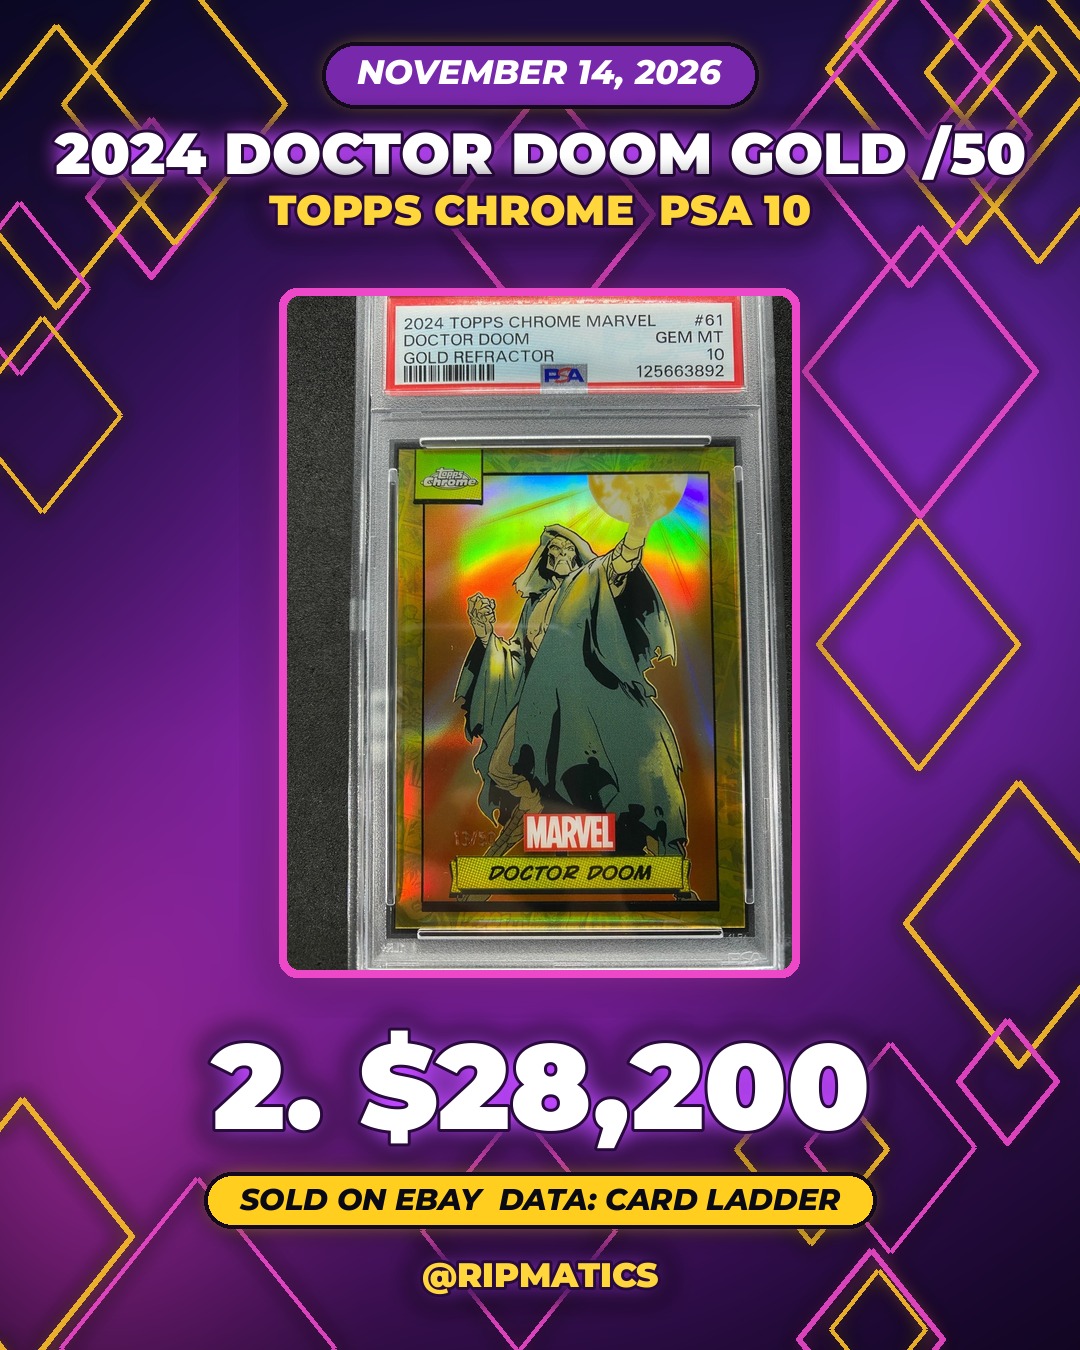 NOVEMBER 14, 2026
2024 DOCTOR DOOM GOLD /50
TOPPS CHROME PSA 10
2024 TOPPS CHROME MARVEL #61
DOCTOR DOOM GEM MT
GOLD REFRACTOR 10
PSA 125663892
Topps
Chrome
MARVEL
DOCTOR DOOM
2. $28,200
SOLD ON EBAY DATA: CARD LADDER
@RIPMATICS